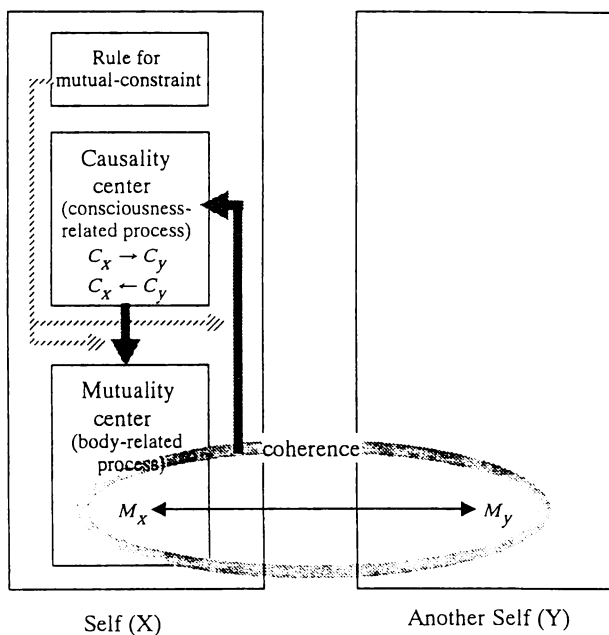 Rule for
mutual-constraint
Causality
center
(consciousness-
related process)
Cx → Cy
Cx ← Cy
Mutuality
center
(body-related
process)
coherence
Mx
My
Self (X)
Another Self (Y)